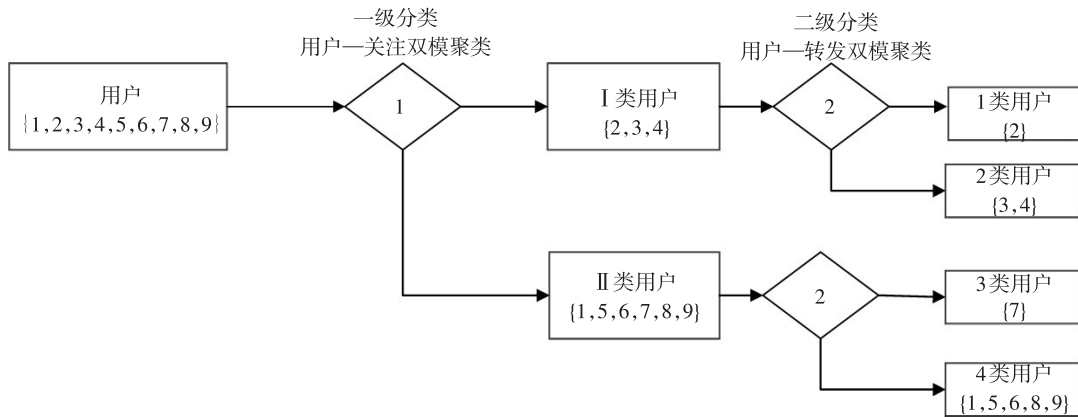 一级分类
用户—关注双模聚类
二级分类
用户—转发双模聚类
用户
{1,2,3,4,5,6,7,8,9}
1
Ⅰ类用户
{2,3,4}
2
1类用户
{2}
2类用户
{3,4}
Ⅱ类用户
{1,5,6,7,8,9}
2
3类用户
{7}
4类用户
{1,5,6,8,9}